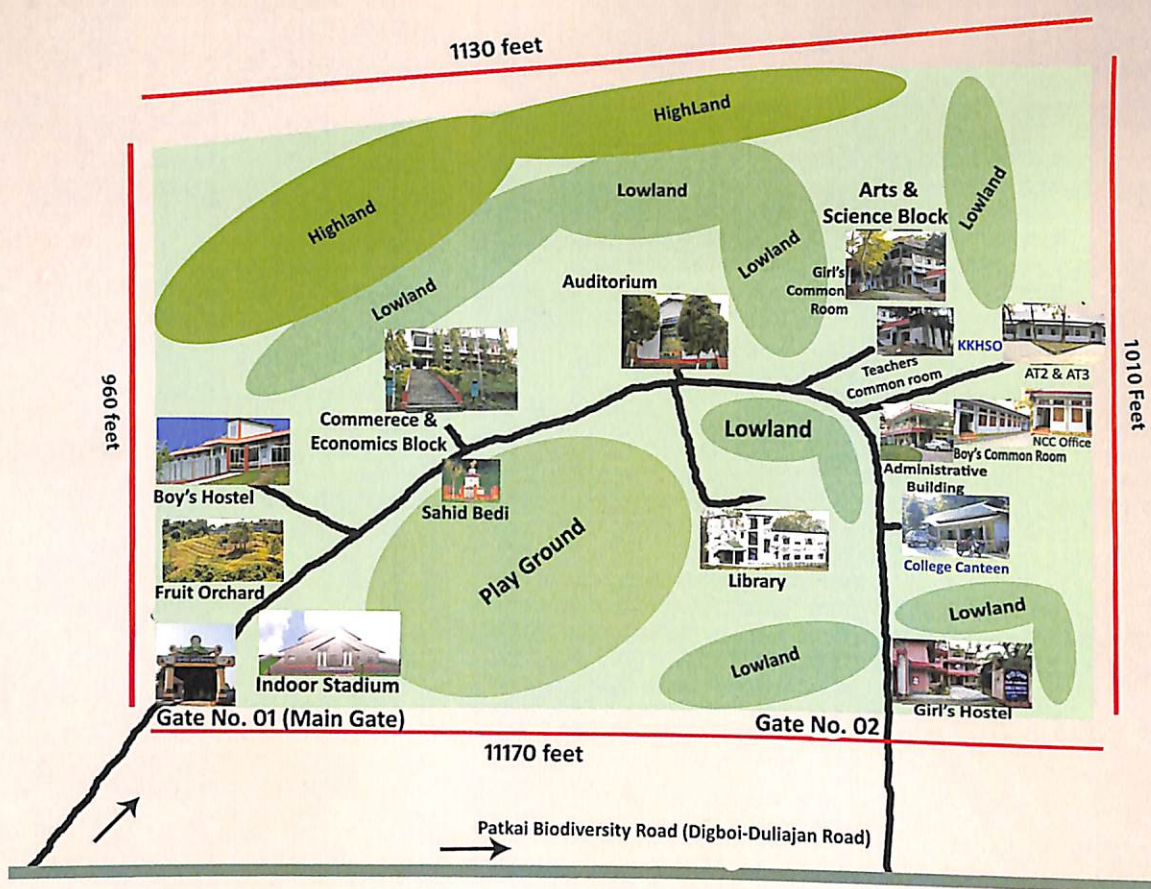 1130 feet
HighLand
Highland
Lowland
Lowland
Lowland
Lowland
Arts &
Science Block
Girl's
Common
Room
Auditorium
KKHSO
Teachers
Common room
AT2 & AT3
960 feet
1010 Feet
Commerece &
Economics Block
Lowland
NCC Office
Boy's Common Room
Administrative
Building
Boy's Hostel
Sahid Bedi
Play Ground
Library
College Canteen
Fruit Orchard
Lowland
Lowland
Indoor Stadium
Girl's Hostel
Gate No. 01 (Main Gate)
Gate No. 02
11170 feet
Patkai Biodiversity Road (Digboi-Duliajan Road)